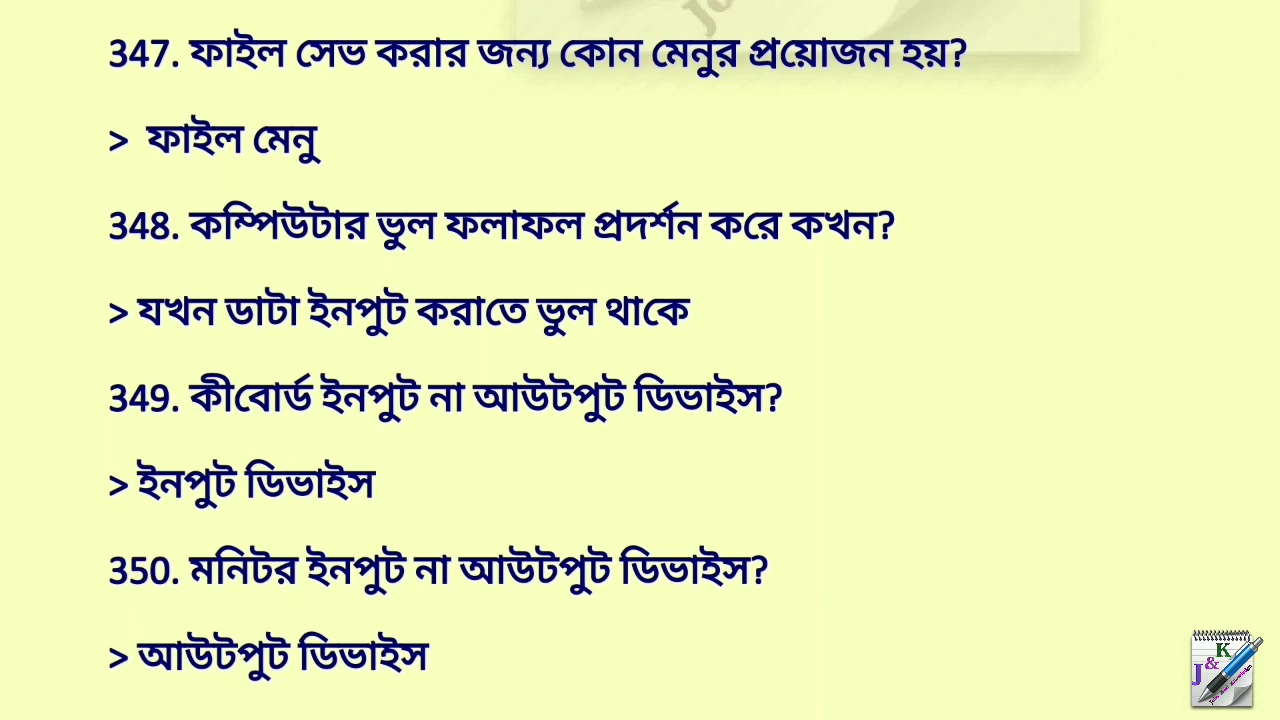 347. ফাইল সেভ করার জন্য কোন মেনুর প্রয়োজন হয়?
> ফাইল মেনু
348. কম্পিউটার ভুল ফলাফল প্রদর্শন করে কখন?
> যখন ডাটা ইনপুট করাতে ভুল থাকে
349. কীবোর্ড ইনপুট না আউটপুট ডিভাইস?
> ইনপুট ডিভাইস
350. মনিটর ইনপুট না আউটপুট ডিভাইস?
> আউটপুট ডিভাইস
J & K